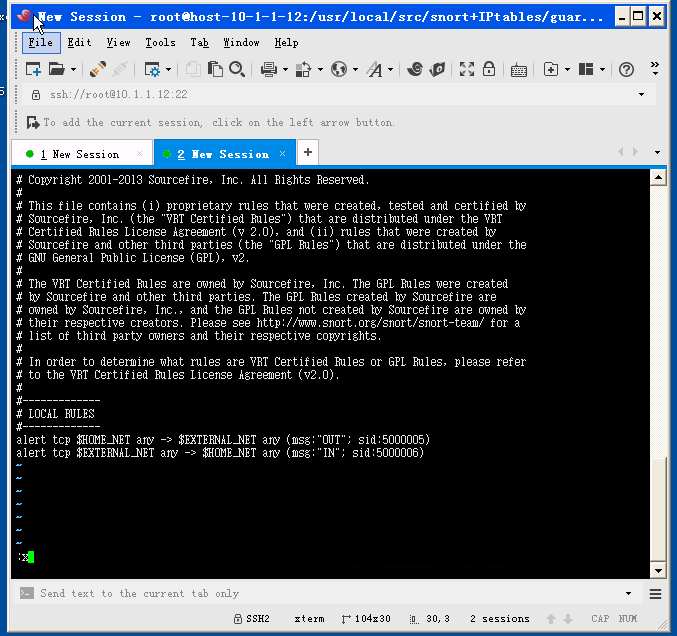 New Session - root@host-10-1-1-12:/usr/local/src/snort+IPtables/guar...
File Edit View Tools Tab Window Help
ssh://root@10.1.1.12:22
To add the current session, click on the left arrow button.
1 New Session × 2 New Session × +
# Copyright 2001-2013 Sourcefire, Inc. All Rights Reserved.
#
# This file contains (i) proprietary rules that were created, tested and certified by
# Sourcefire, Inc. (the "VRT Certified Rules") that are distributed under the VRT
# Certified Rules License Agreement (v 2.0), and (ii) rules that were created by
# Sourcefire and other third parties (the "GPL Rules") that are distributed under the
# GNU General Public License (GPL), v2.
#
# The VRT Certified Rules are owned by Sourcefire, Inc. The GPL Rules were created
# by Sourcefire and other third parties. The GPL Rules created by Sourcefire are
# owned by Sourcefire, Inc., and the GPL Rules not created by Sourcefire are owned by
# their respective creators. Please see http://www.snort.org/snort/snort-team/ for a
# list of third party owners and their respective copyrights.
#
# In order to determine what rules are VRT Certified Rules or GPL Rules, please refer
# to the VRT Certified Rules License Agreement (v2.0).
#
#-------------
# LOCAL RULES
#-------------
alert tcp $HOME_NET any -> $EXTERNAL_NET any (msg:"OUT"; sid:5000005)
alert tcp $EXTERNAL_NET any -> $HOME_NET any (msg:"IN"; sid:5000006)
~
~
~
~
~
~
~
:x
Send text to the current tab only
SSH2 xterm 104x30 30,3 2 sessions CAP NUM